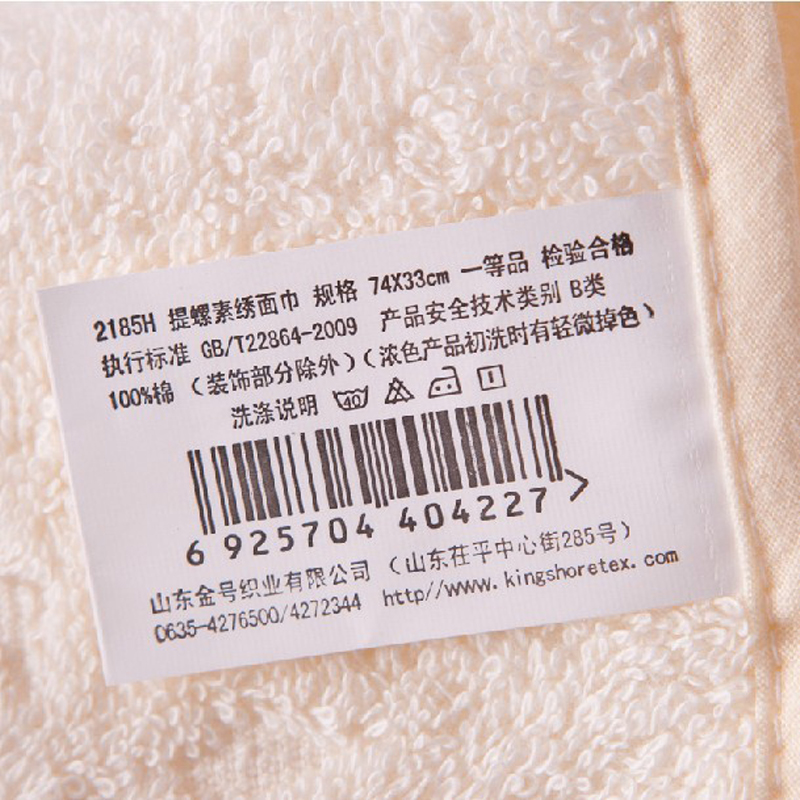 2185H 提螺素绣面巾 规格 74X33cm 一等品 检验合格
执行标准 GB/T22864-2009 产品安全技术类别 B类
100%棉（装饰部分除外）（浓色产品初洗时有轻微掉色）
洗涤说明 40
6 925704 404227 >
山东金号织业有限公司 （山东茌平中心街285号）
0635-4276500/4272344 http//www.kingshoretex.com